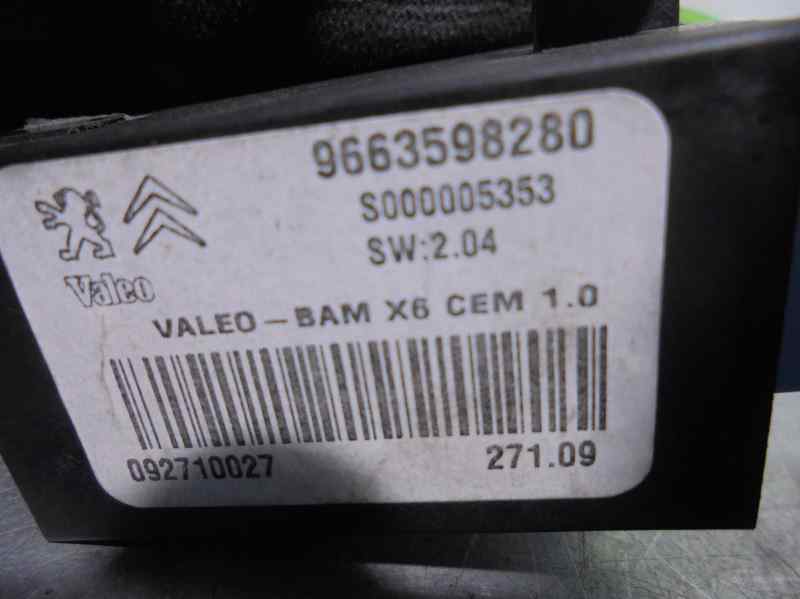 9663598280
S000005353
SW:2.04
Valeo
VALEO-BAM X6 CEM 1.0
092710027
271.09